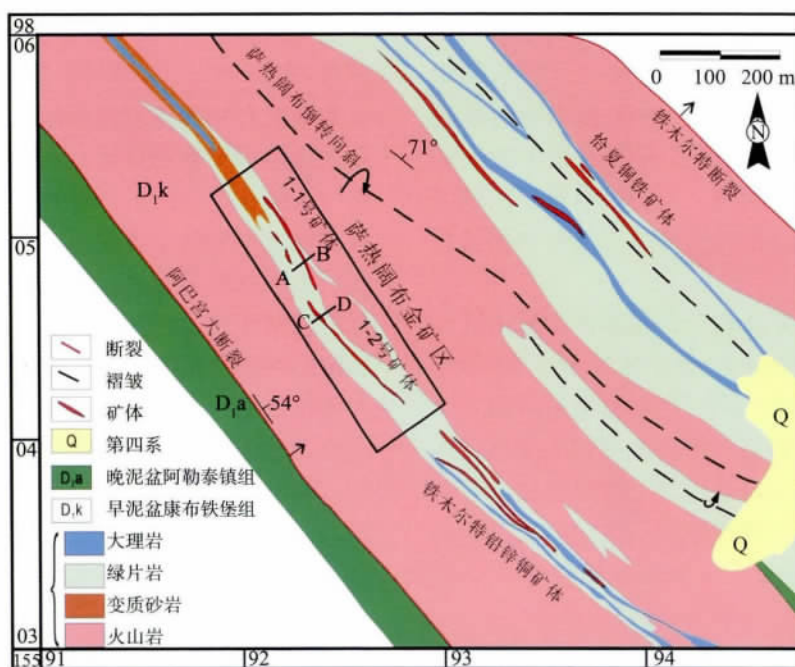 98
06
05
04
03
155
91
92
93
94
0 100 200 m
N
萨热阔布倒转向斜
71°
铁木尔特断裂
恰夏铜铁矿体
D₁k
1-1号矿体
萨热阔布金矿区
B
A
阿巴宫大断裂
C
D
1-2号矿体
D₁a
54°
铁木尔特铅锌铜矿体
Q
Q
断裂
褶皱
矿体
Q 第四系
D₁a 晚泥盆阿勒泰镇组
D₁k 早泥盆康布铁堡组
大理岩
绿片岩
变质砂岩
火山岩